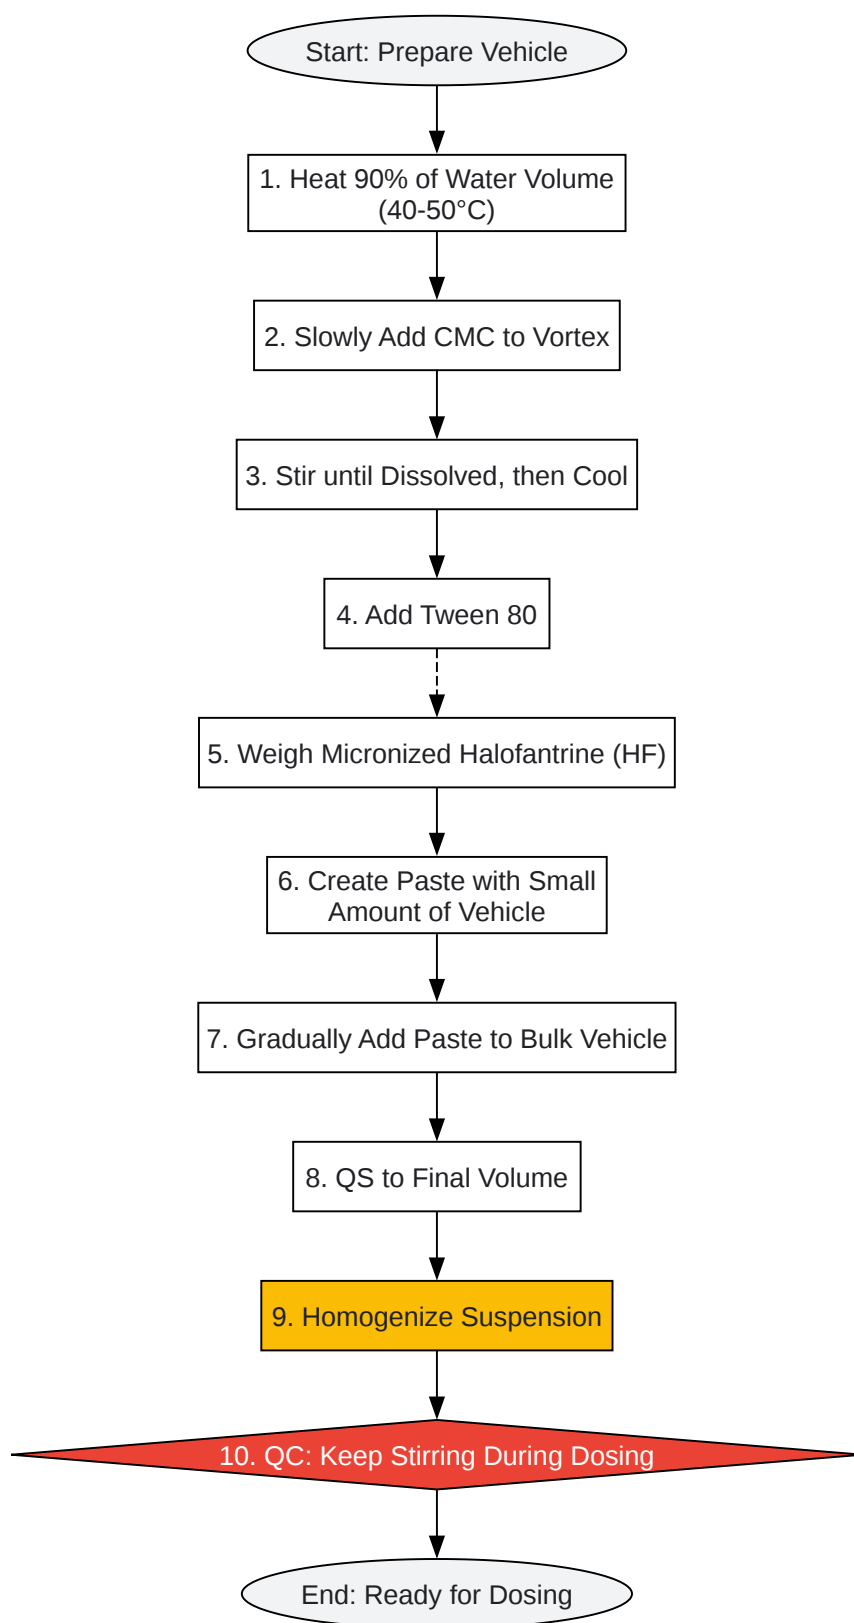 Start: Prepare Vehicle
1. Heat 90% of Water Volume
(40-50°C)
2. Slowly Add CMC to Vortex
3. Stir until Dissolved, then Cool
4. Add Tween 80
5. Weigh Micronized Halofantrine (HF)
6. Create Paste with Small
Amount of Vehicle
7. Gradually Add Paste to Bulk Vehicle
8. QS to Final Volume
9. Homogenize Suspension
10. QC: Keep Stirring During Dosing
End: Ready for Dosing